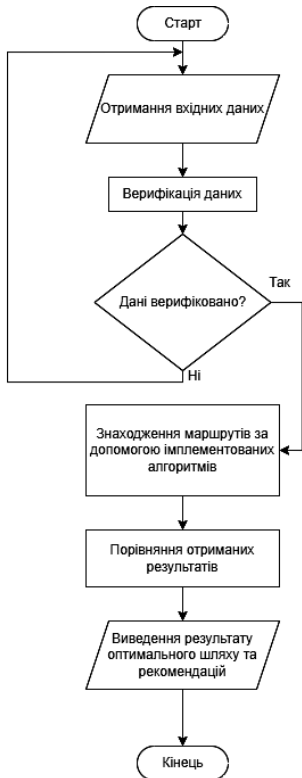 Старт
Отримання вхідних даних
Верифікація даних
Дані верифіковано?
Так
Ні
Знаходження маршрутів за
допомогою імплементованих
алгоритмів
Порівняння отриманих
результатів
Виведення результату
оптимального шляху та
рекомендацій
Кінець